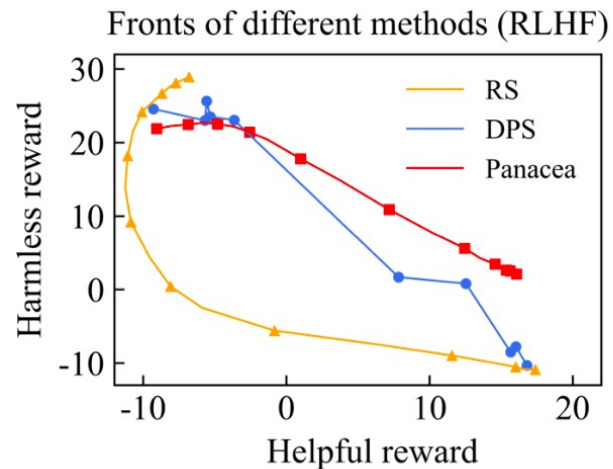 Fronts of different methods (RLHF)
30
20
10
0
-10
Harmless reward
RS
DPS
Panacea
-10 0 10 20
Helpful reward